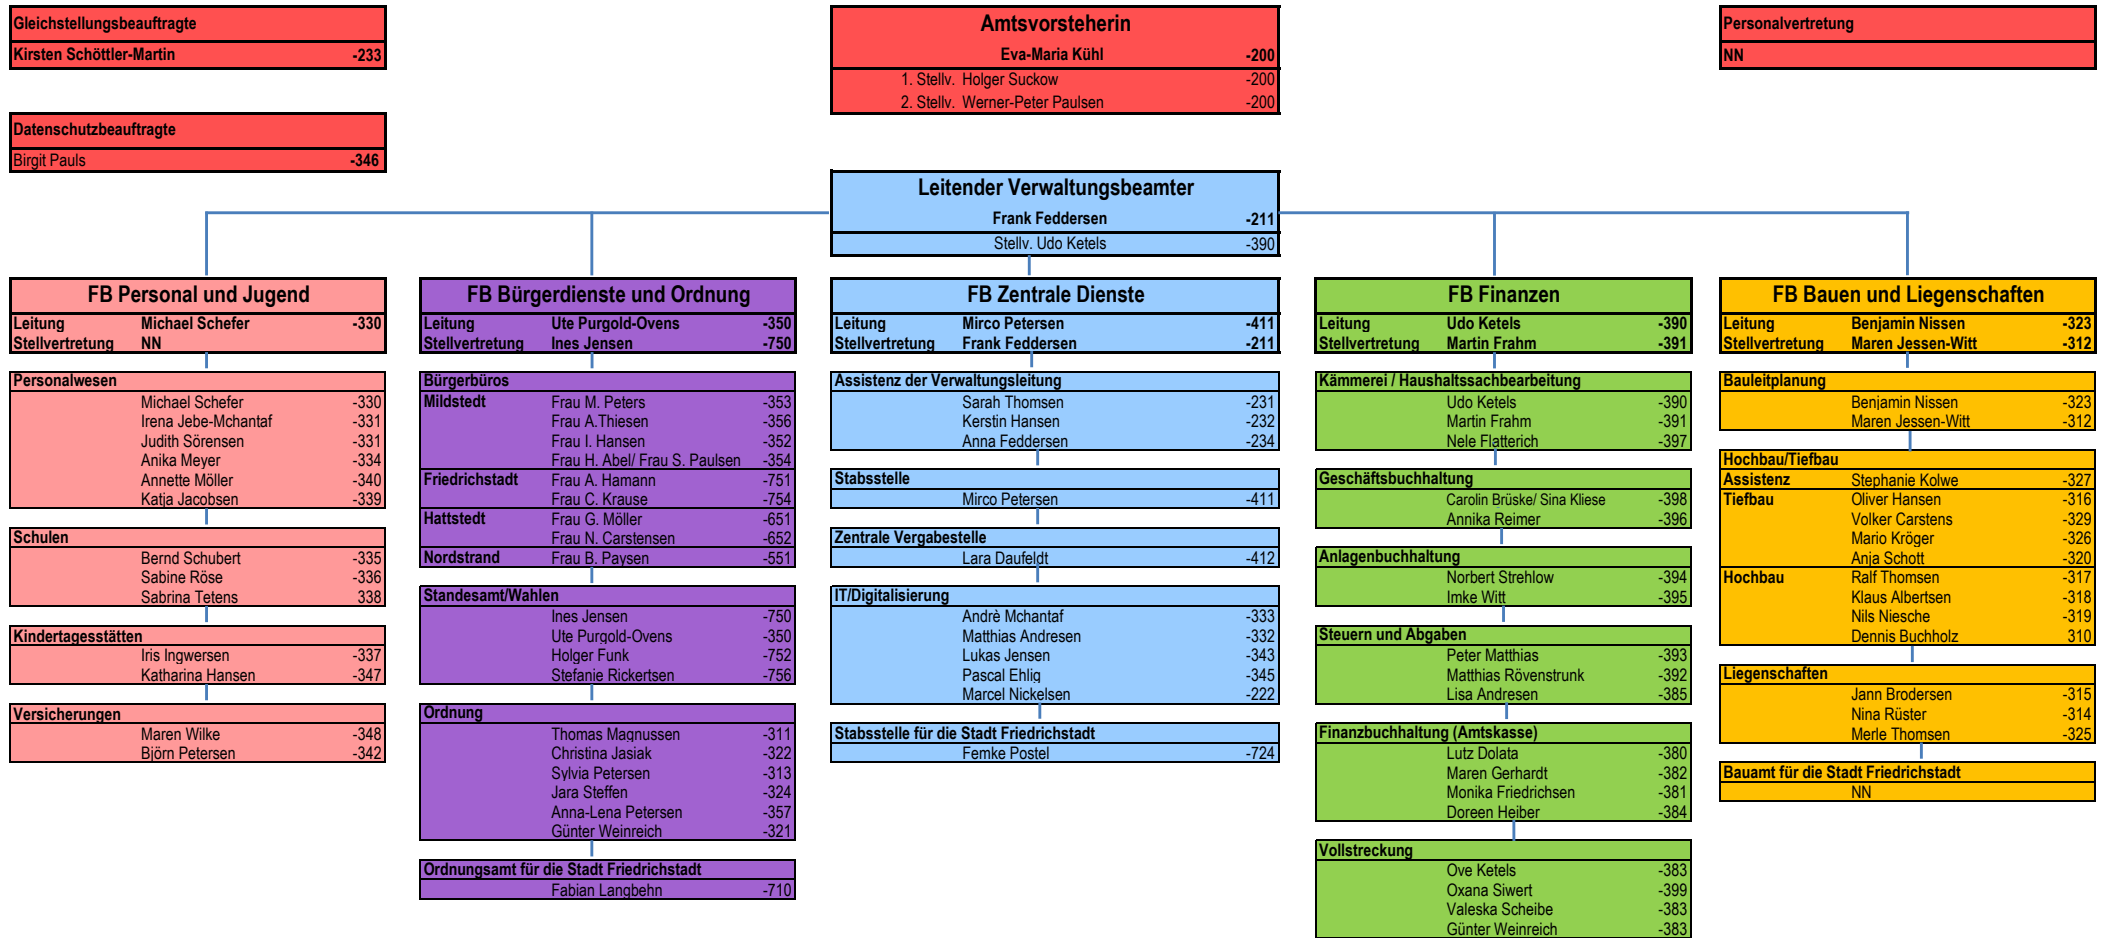 Gleichstellungsbeauftragte
Kirsten Schöttler-Martin -233
Datenschutzbeauftragte
Birgit Pauls -346
Amtsvorsteherin
Eva-Maria Kühl -200
1. Stellv. Holger Suckow -200
2. Stellv. Werner-Peter Paulsen -200
Personalvertretung
NN
Leitender Verwaltungsbeamter
Frank Feddersen -211
Stellv. Udo Ketels -390
FB Personal und Jugend
Leitung Michael Schefer -330
Stellvertretung NN
Personalwesen
Michael Schefer -330
Irena Jebe-Mchantaf -331
Judith Sörensen -331
Anika Meyer -334
Annette Möller -340
Katja Jacobsen -339
Schulen
Bernd Schubert -335
Sabine Röse -336
Sabrina Tetens 338
Kindertagesstätten
Iris Ingwersen -337
Katharina Hansen -347
Versicherungen
Maren Wilke -348
Björn Petersen -342
FB Bürgerdienste und Ordnung
Leitung Ute Purgold-Ovens -350
Stellvertretung Ines Jensen -750
Bürgerbüros
Mildstedt Frau M. Peters -353
Frau A.Thiesen -356
Frau I. Hansen -352
Frau H. Abel/ Frau S. Paulsen -354
Friedrichstadt Frau A. Hamann -751
Frau C. Krause -754
Hattstedt Frau G. Möller -651
Frau N. Carstensen -652
Nordstrand Frau B. Paysen -551
Standesamt/Wahlen
Ines Jensen -750
Ute Purgold-Ovens -350
Holger Funk -752
Stefanie Rickertsen -756
Ordnung
Thomas Magnussen -311
Christina Jasiak -322
Sylvia Petersen -313
Jara Steffen -324
Anna-Lena Petersen -357
Günter Weinreich -321
Ordnungsamt für die Stadt Friedrichstadt
Fabian Langbehn -710
FB Zentrale Dienste
Leitung Mirco Petersen -411
Stellvertretung Frank Feddersen -211
Assistenz der Verwaltungsleitung
Sarah Thomsen -231
Kerstin Hansen -232
Anna Feddersen -234
Stabsstelle
Mirco Petersen -411
Zentrale Vergabestelle
Lara Daufeldt -412
IT/Digitalisierung
Andrè Mchantaf -333
Matthias Andresen -332
Lukas Jensen -343
Pascal Ehlig -345
Marcel Nickelsen -222
Stabsstelle für die Stadt Friedrichstadt
Femke Postel -724
FB Finanzen
Leitung Udo Ketels -390
Stellvertretung Martin Frahm -391
Kämmerei / Haushaltssachbearbeitung
Udo Ketels -390
Martin Frahm -391
Nele Flatterich -397
Geschäftsbuchhaltung
Carolin Brüske/ Sina Kliese -398
Annika Reimer -396
Anlagenbuchhaltung
Norbert Strehlow -394
Imke Witt -395
Steuern und Abgaben
Peter Matthias -393
Matthias Rövenstrunk -392
Lisa Andresen -385
Finanzbuchhaltung (Amtskasse)
Lutz Dolata -380
Maren Gerhardt -382
Monika Friedrichsen -381
Doreen Heiber -384
Vollstreckung
Ove Ketels -383
Oxana Siwert -399
Valeska Scheibe -383
Günter Weinreich -383
FB Bauen und Liegenschaften
Leitung Benjamin Nissen -323
Stellvertretung Maren Jessen-Witt -312
Bauleitplanung
Benjamin Nissen -323
Maren Jessen-Witt -312
Hochbau/Tiefbau
Assistenz Stephanie Kolwe -327
Tiefbau Oliver Hansen -316
Volker Carstens -329
Mario Kröger -326
Anja Schott -320
Hochbau Ralf Thomsen -317
Klaus Albertsen -318
Nils Niesche -319
Dennis Buchholz 310
Liegenschaften
Jann Brodersen -315
Nina Rüster -314
Merle Thomsen -325
Bauamt für die Stadt Friedrichstadt
NN